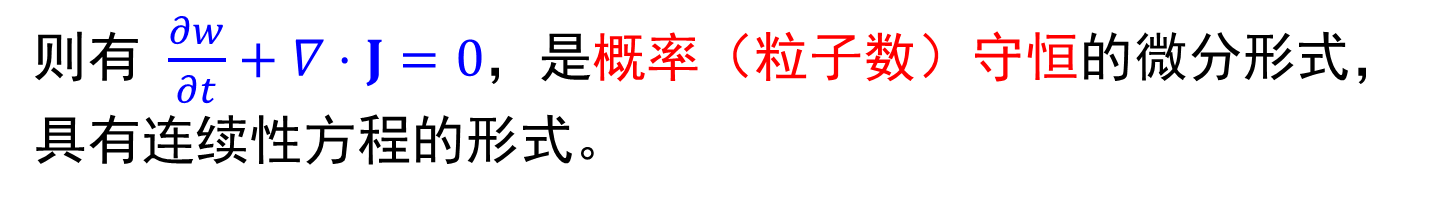 则有 ∂w/∂t + ∇ · J = 0，是概率（粒子数）守恒的微分形式，
具有连续性方程的形式。